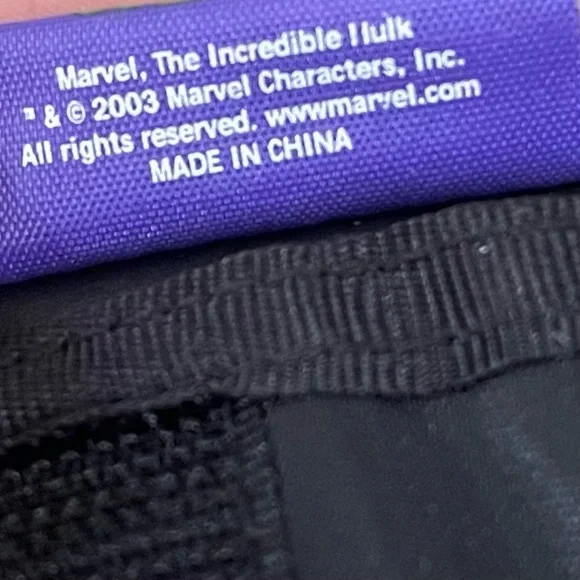 Marvel, The Incredible Hulk
™ & © 2003 Marvel Characters, Inc.
All rights reserved. wwwmarvel.com
MADE IN CHINA